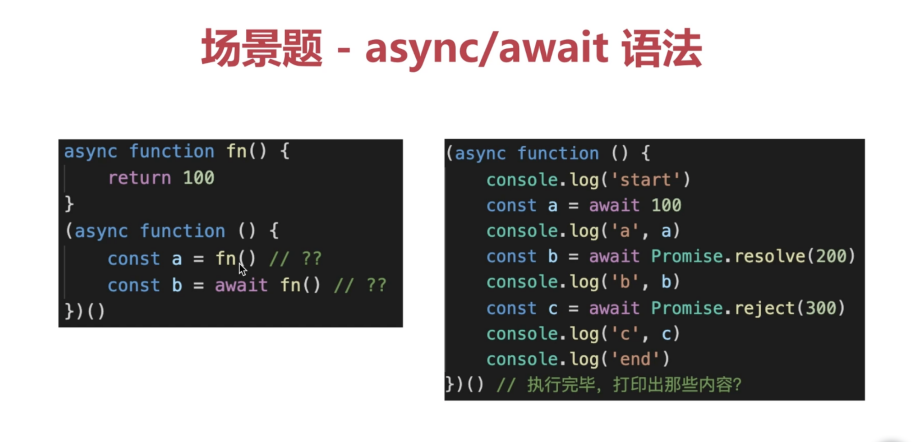 场景题 - async/await 语法
async function fn() {
    return 100
}
(async function () {
    const a = fn() // ??
    const b = await fn() // ??
})()
(async function () {
    console.log('start')
    const a = await 100
    console.log('a', a)
    const b = await Promise.resolve(200)
    console.log('b', b)
    const c = await Promise.reject(300)
    console.log('c', c)
    console.log('end')
})() // 执行完毕，打印出那些内容？